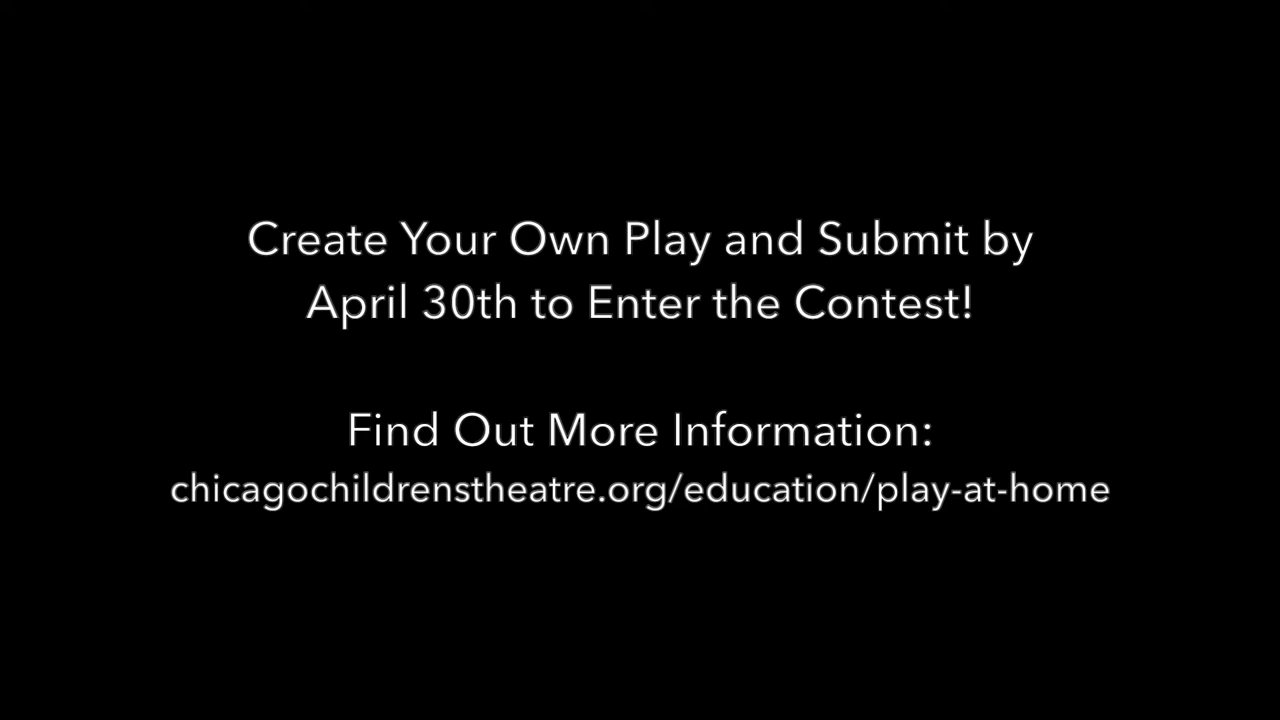 Create Your Own Play and Submit by
April 30th to Enter the Contest!
Find Out More Information:
chicagochildrenstheatre.org/education/play-at-home